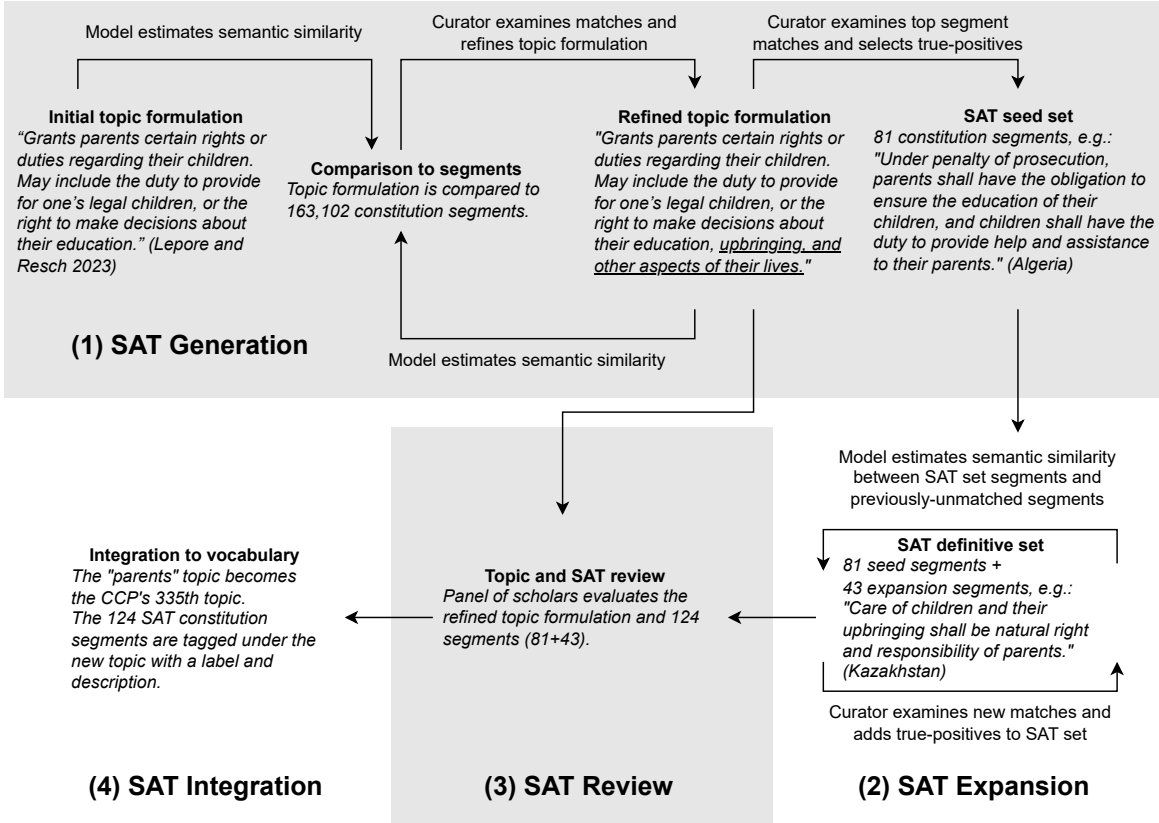 Model estimates semantic similarity
Curator examines matches and
refines topic formulation
Curator examines top segment
matches and selects true-positives
Initial topic formulation
“Grants parents certain rights or
duties regarding their children.
May include the duty to provide
for one’s legal children, or the
right to make decisions about
their education.” (Lepore and
Resch 2023)
Comparison to segments
Topic formulation is compared to
163,102 constitution segments.
Refined topic formulation
"Grants parents certain rights or
duties regarding their children.
May include the duty to provide
for one’s legal children, or the
right to make decisions about
their education, upbringing, and
other aspects of their lives."
SAT seed set
81 constitution segments, e.g.:
"Under penalty of prosecution,
parents shall have the obligation to
ensure the education of their
children, and children shall have the
duty to provide help and assistance
to their parents." (Algeria)
(1) SAT Generation
Model estimates semantic similarity
Model estimates semantic similarity
between SAT set segments and
previously-unmatched segments
Integration to vocabulary
The "parents" topic becomes
the CCP's 335th topic.
The 124 SAT constitution
segments are tagged under the
new topic with a label and
description.
Topic and SAT review
Panel of scholars evaluates the
refined topic formulation and 124
segments (81+43).
SAT definitive set
81 seed segments +
43 expansion segments, e.g.:
"Care of children and their
upbringing shall be natural right
and responsibility of parents."
(Kazakhstan)
Curator examines new matches and
adds true-positives to SAT set
(4) SAT Integration
(3) SAT Review
(2) SAT Expansion